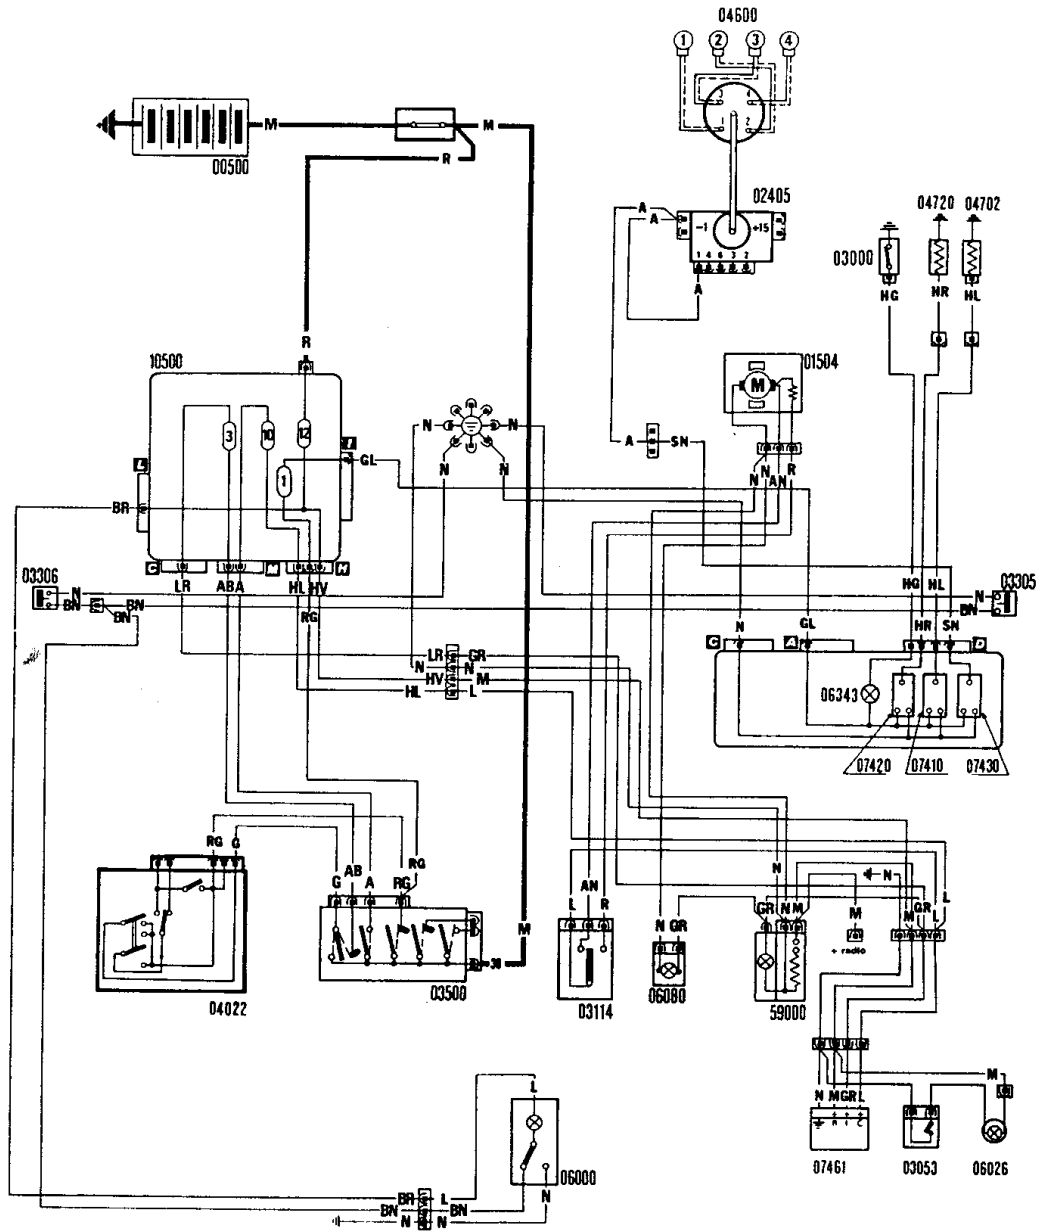 04600
1 2 3 4
00500
M
M
R
02405
A
A
-1 +15
1 4 6 3 2
A
04720 04702
03000
HG HR HL
R
10500
01504
M
3 10 12
1
N N
N N
A SN
GL
N N AN R
BR
C M N
03306
LR AB A HL HV
N
BN BN
BN
RG
HG HL
03305
N
BN
N GL HR SN
C A D
LR GR
N N
HV M
HL L
06343
07420 07410 07430
RG G
AB
G A RG
RG
M
30
04022
03500
AN
L R
03114
N GR
06080
N
GR N M
59000
M
+ radio
N
M GR L
L
N M GR L
M
07461
03053
06026
L
06000
N
BR L
BN BN
N N